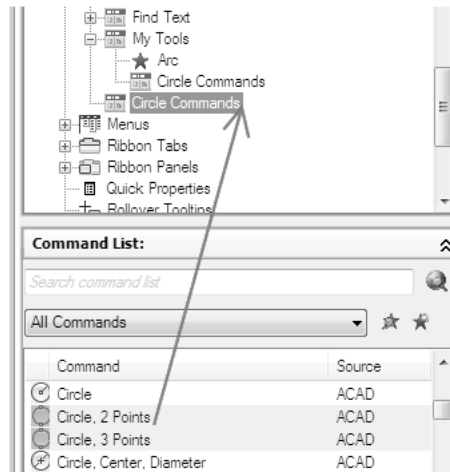 Find Text
My Tools
Arc
Circle Commands
Circle Commands
Menus
Ribbon Tabs
Ribbon Panels
Quick Properties
Rollover Tooltips
Command List:
Search command list
All Commands
Command Source
Circle ACAD
Circle, 2 Points ACAD
Circle, 3 Points ACAD
Circle, Center, Diameter ACAD